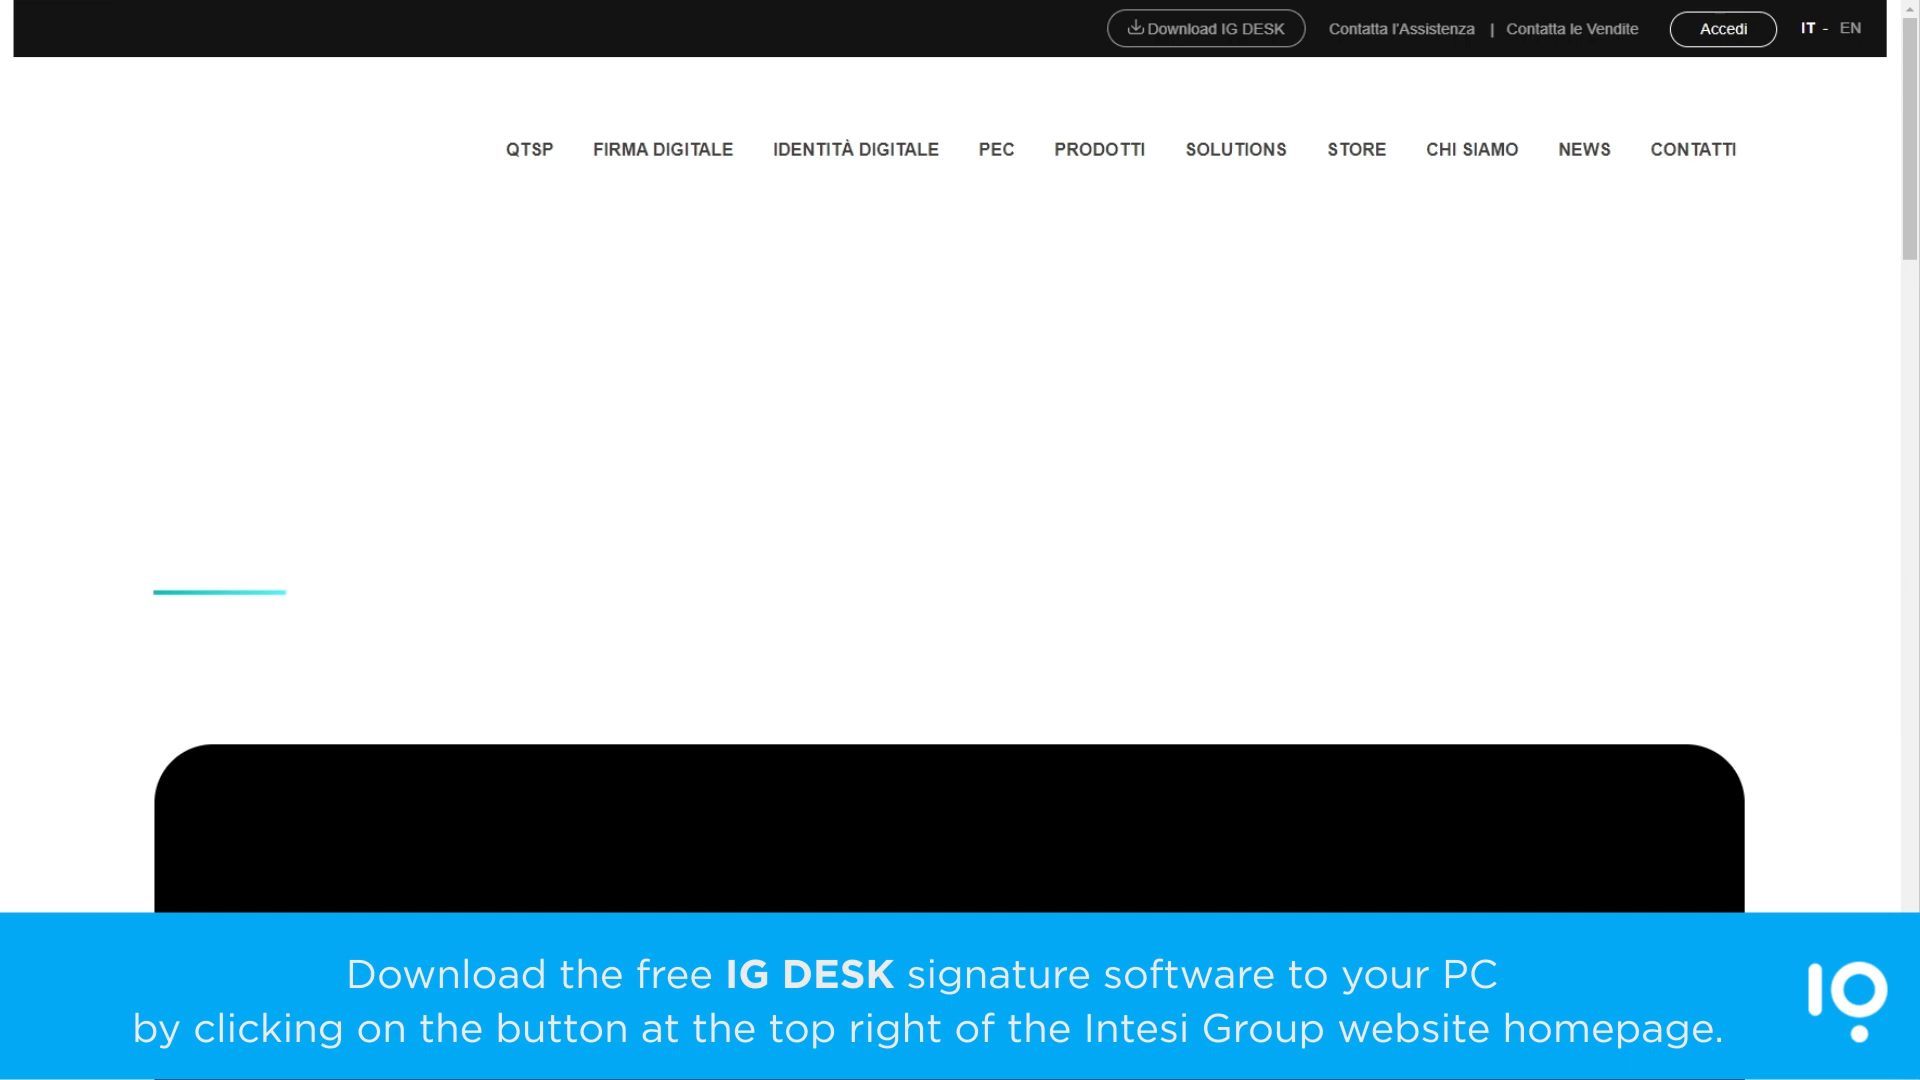 Download IG DESK Contatta l'Assistenza | Contatta le Vendite Accedi IT - EN
QTSP FIRMA DIGITALE IDENTITÀ DIGITALE PEC PRODOTTI SOLUTIONS STORE CHI SIAMO NEWS CONTATTI
Download the free IG DESK signature software to your PC
by clicking on the button at the top right of the Intesi Group website homepage.